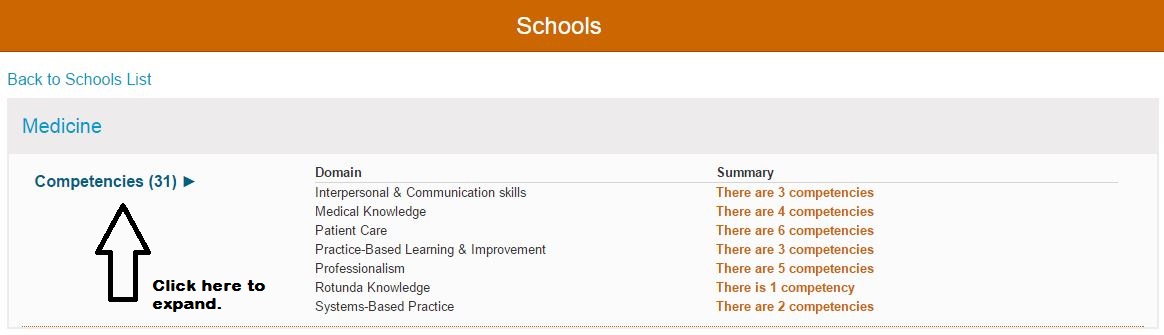 Schools
Back to Schools List
Medicine
Competencies (31) ►
Click here to
expand.
Domain Summary
Interpersonal & Communication skills There are 3 competencies
Medical Knowledge There are 4 competencies
Patient Care There are 6 competencies
Practice-Based Learning & Improvement There are 3 competencies
Professionalism There are 5 competencies
Rotunda Knowledge There is 1 competency
Systems-Based Practice There are 2 competencies